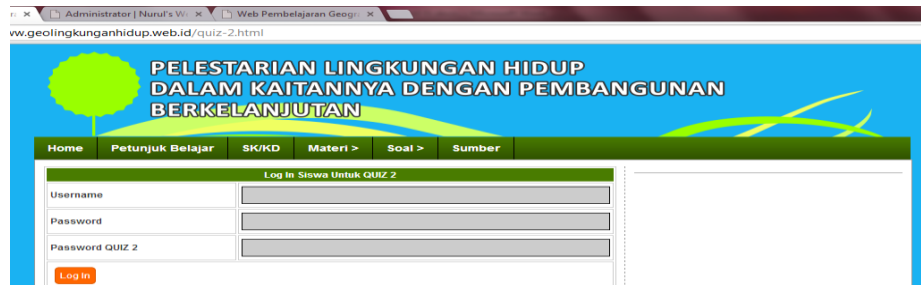 Administrator | Nurul's W
Web Pembelajaran Geogr
geolingkunganhidup.web.id/quiz-2.html
PELESTARIAN LINGKUNGAN HIDUP
DALAM KAITANNYA DENGAN PEMBANGUNAN
BERKELANJUTAN
Home Petunjuk Belajar SK/KD Materi > Soal > Sumber
Log In Siswa Untuk QUIZ 2
Username
Password
Password QUIZ 2
Log In